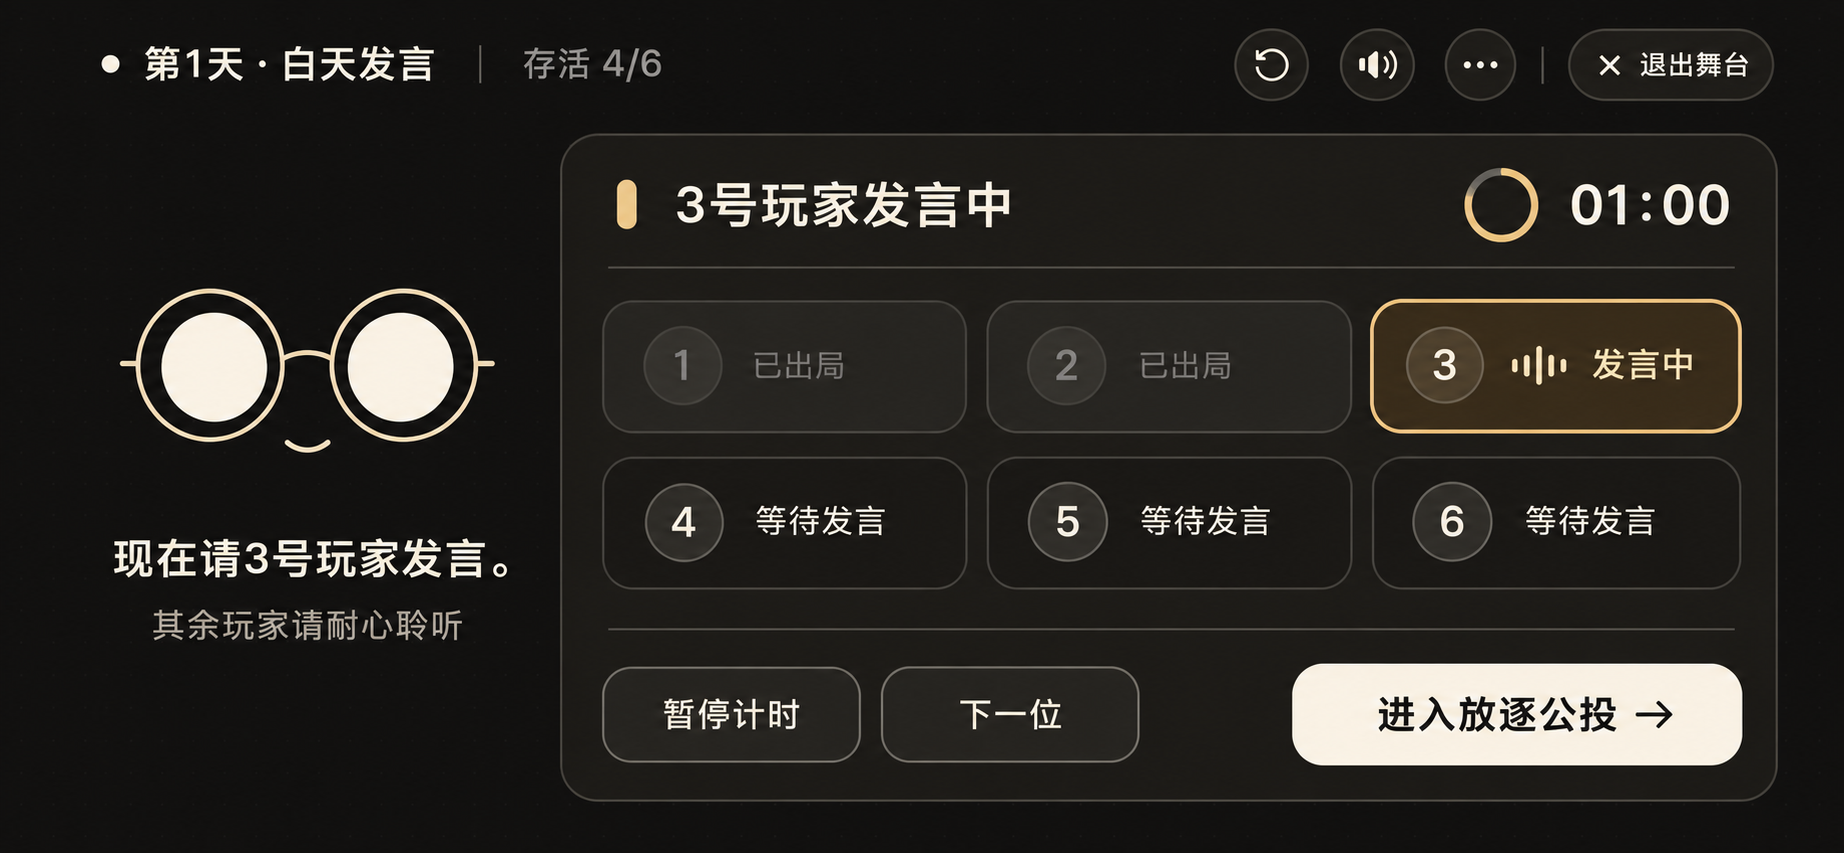 第1天·白天发言
存活 4/6
× 退出舞台
3号玩家发言中
01:00
1 已出局
2 已出局
3 发言中
4 等待发言
5 等待发言
6 等待发言
现在请3号玩家发言。
其余玩家请耐心聆听
暂停计时
下一位
进入放逐公投 →